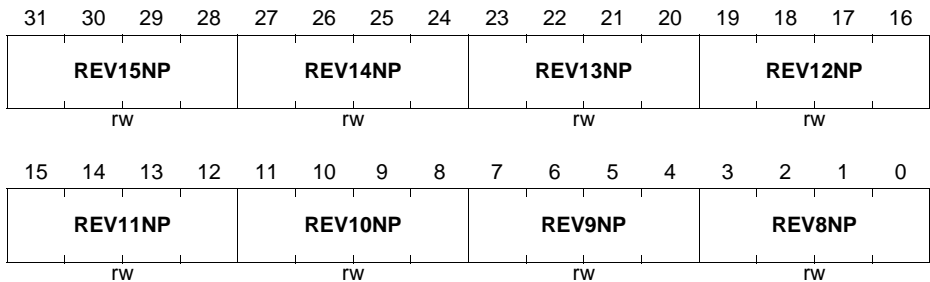 31 30 29 28 27 26 25 24 23 22 21 20 19 18 17 16
REV15NP REV14NP REV13NP REV12NP
rw rw rw rw
15 14 13 12 11 10 9 8 7 6 5 4 3 2 1 0
REV11NP REV10NP REV9NP REV8NP
rw rw rw rw